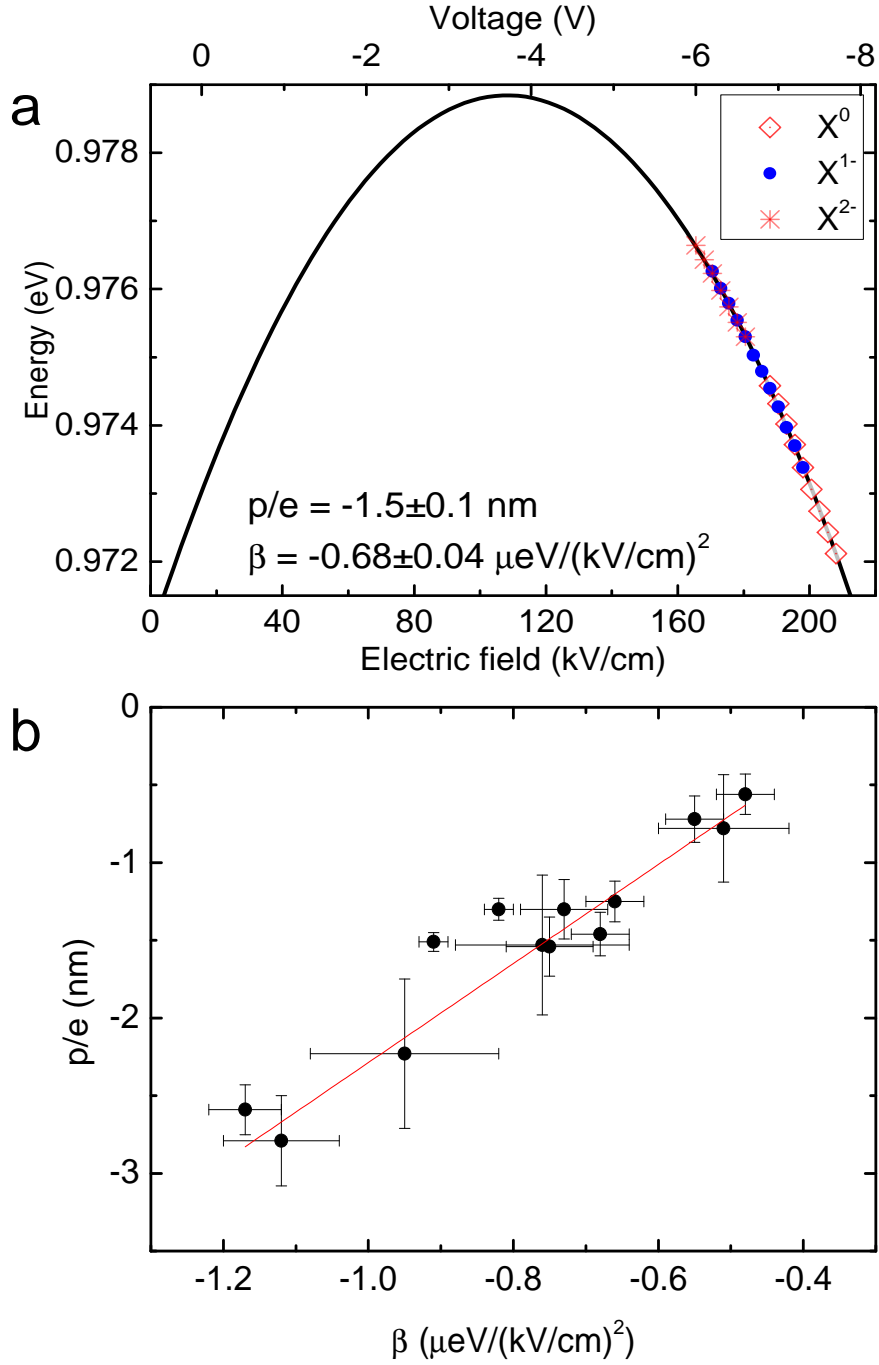 Voltage (V)
0 -2 -4 -6 -8
a
X⁰
X¹⁻
X²⁻
0.978
0.976
0.974
0.972
Energy (eV)
p/e = -1.5±0.1 nm
β = -0.68±0.04 μeV/(kV/cm)²
0 40 80 120 160 200
Electric field (kV/cm)
b
0
-1
-2
-3
p/e (nm)
-1.2 -1.0 -0.8 -0.6 -0.4
β (μeV/(kV/cm)²)